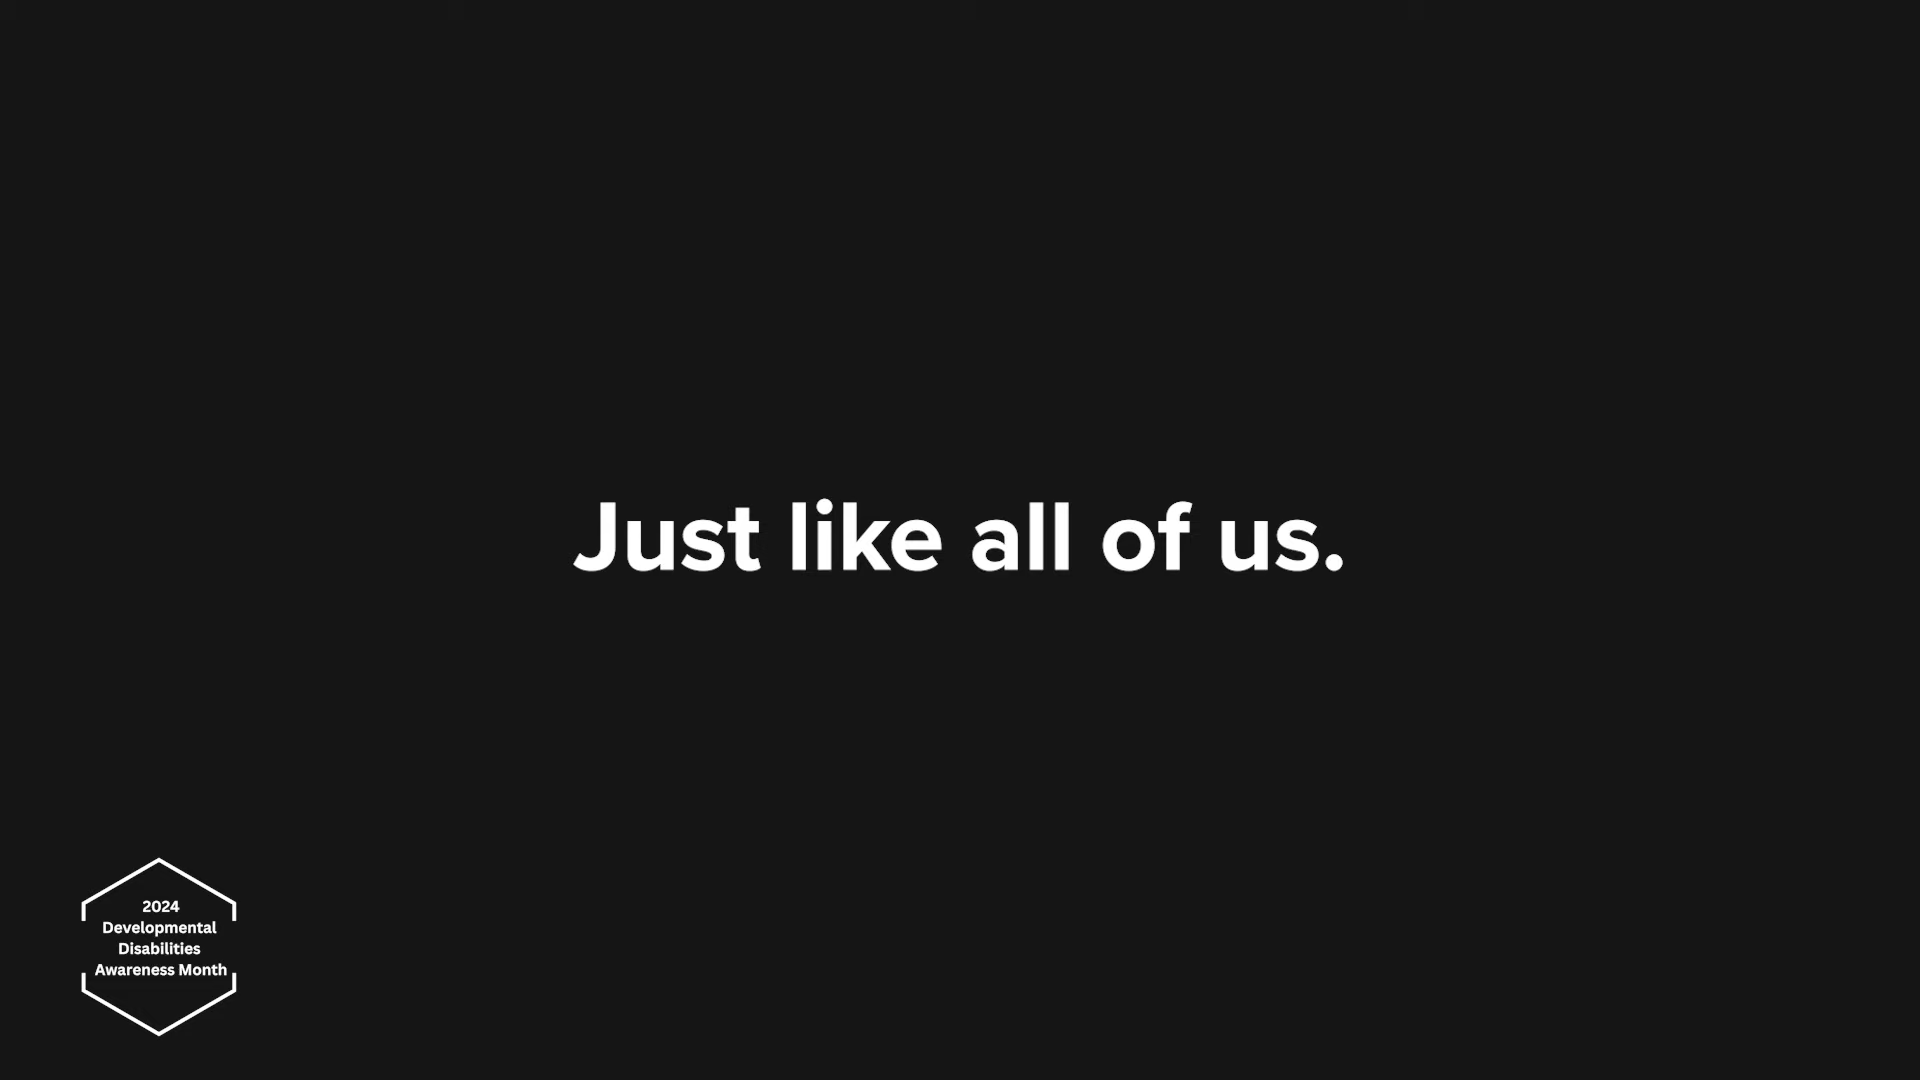 Just like all of us.
2024
Developmental
Disabilities
Awareness Month